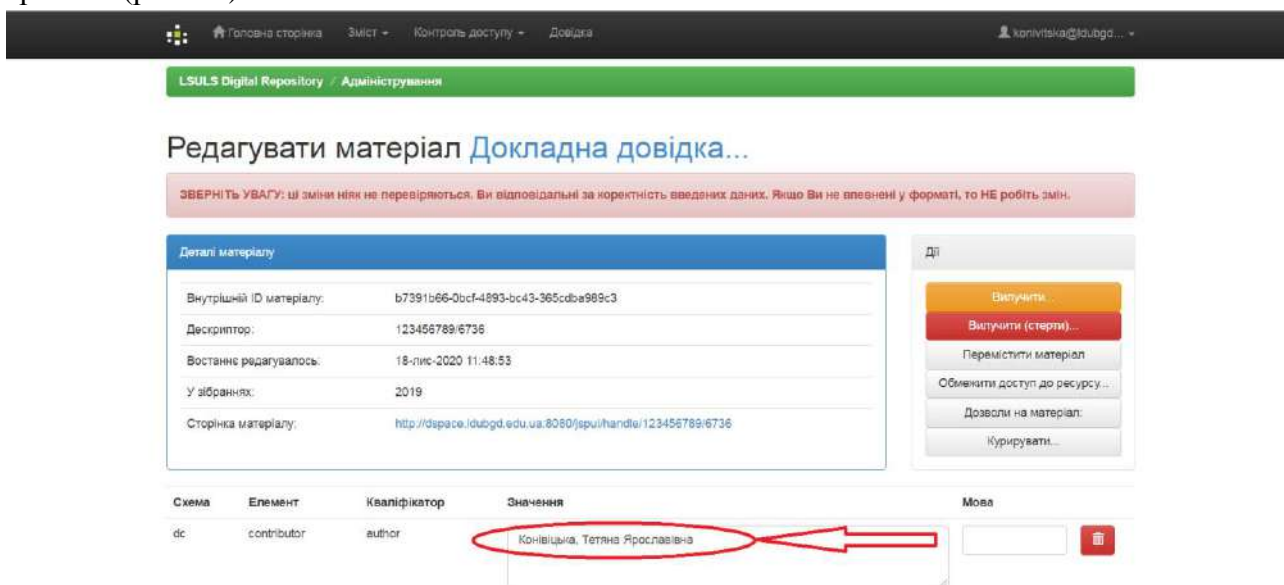 Головна сторінка Зміст Контроль доступу Довідка konivitska@ldubgd...
LSULS Digital Repository / Адміністрування
Редагувати матеріал Докладна довідка...
ЗВЕРНІТЬ УВАГУ: ці зміни ніяк не перевіряються. Ви відповідальні за коректність введених даних. Якщо Ви не впевнені у форматі, то НЕ робіть змін.
Деталі матеріалу
Внутрішній ID матеріалу: b7391b66-0bcf-4893-bc43-365cdba989c3
Дескриптор: 123456789/6736
Востаннє редагувалось: 18-лис-2020 11:48:53
У зібраннях: 2019
Сторінка матеріалу: http://dspace.ldubgd.edu.ua:8080/jspui/handle/123456789/6736
Дії
Вилучити...
Вилучити (стерти)...
Перемістити матеріал
Обмежити доступ до ресурсу...
Дозволи на матеріал:
Курирувати...
Схема Елемент Кваліфікатор Значення Мова
dc contributor author Конівіцька, Тетяна Ярославівна